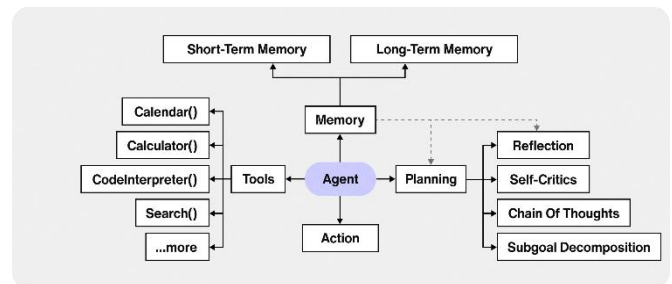 Short-Term Memory
Long-Term Memory
Calendar()
Memory
Calculator()
Reflection
CodeInterpreter()
Tools
Agent
Planning
Self-Critics
Search()
Chain Of Thoughts
...more
Action
Subgoal Decomposition